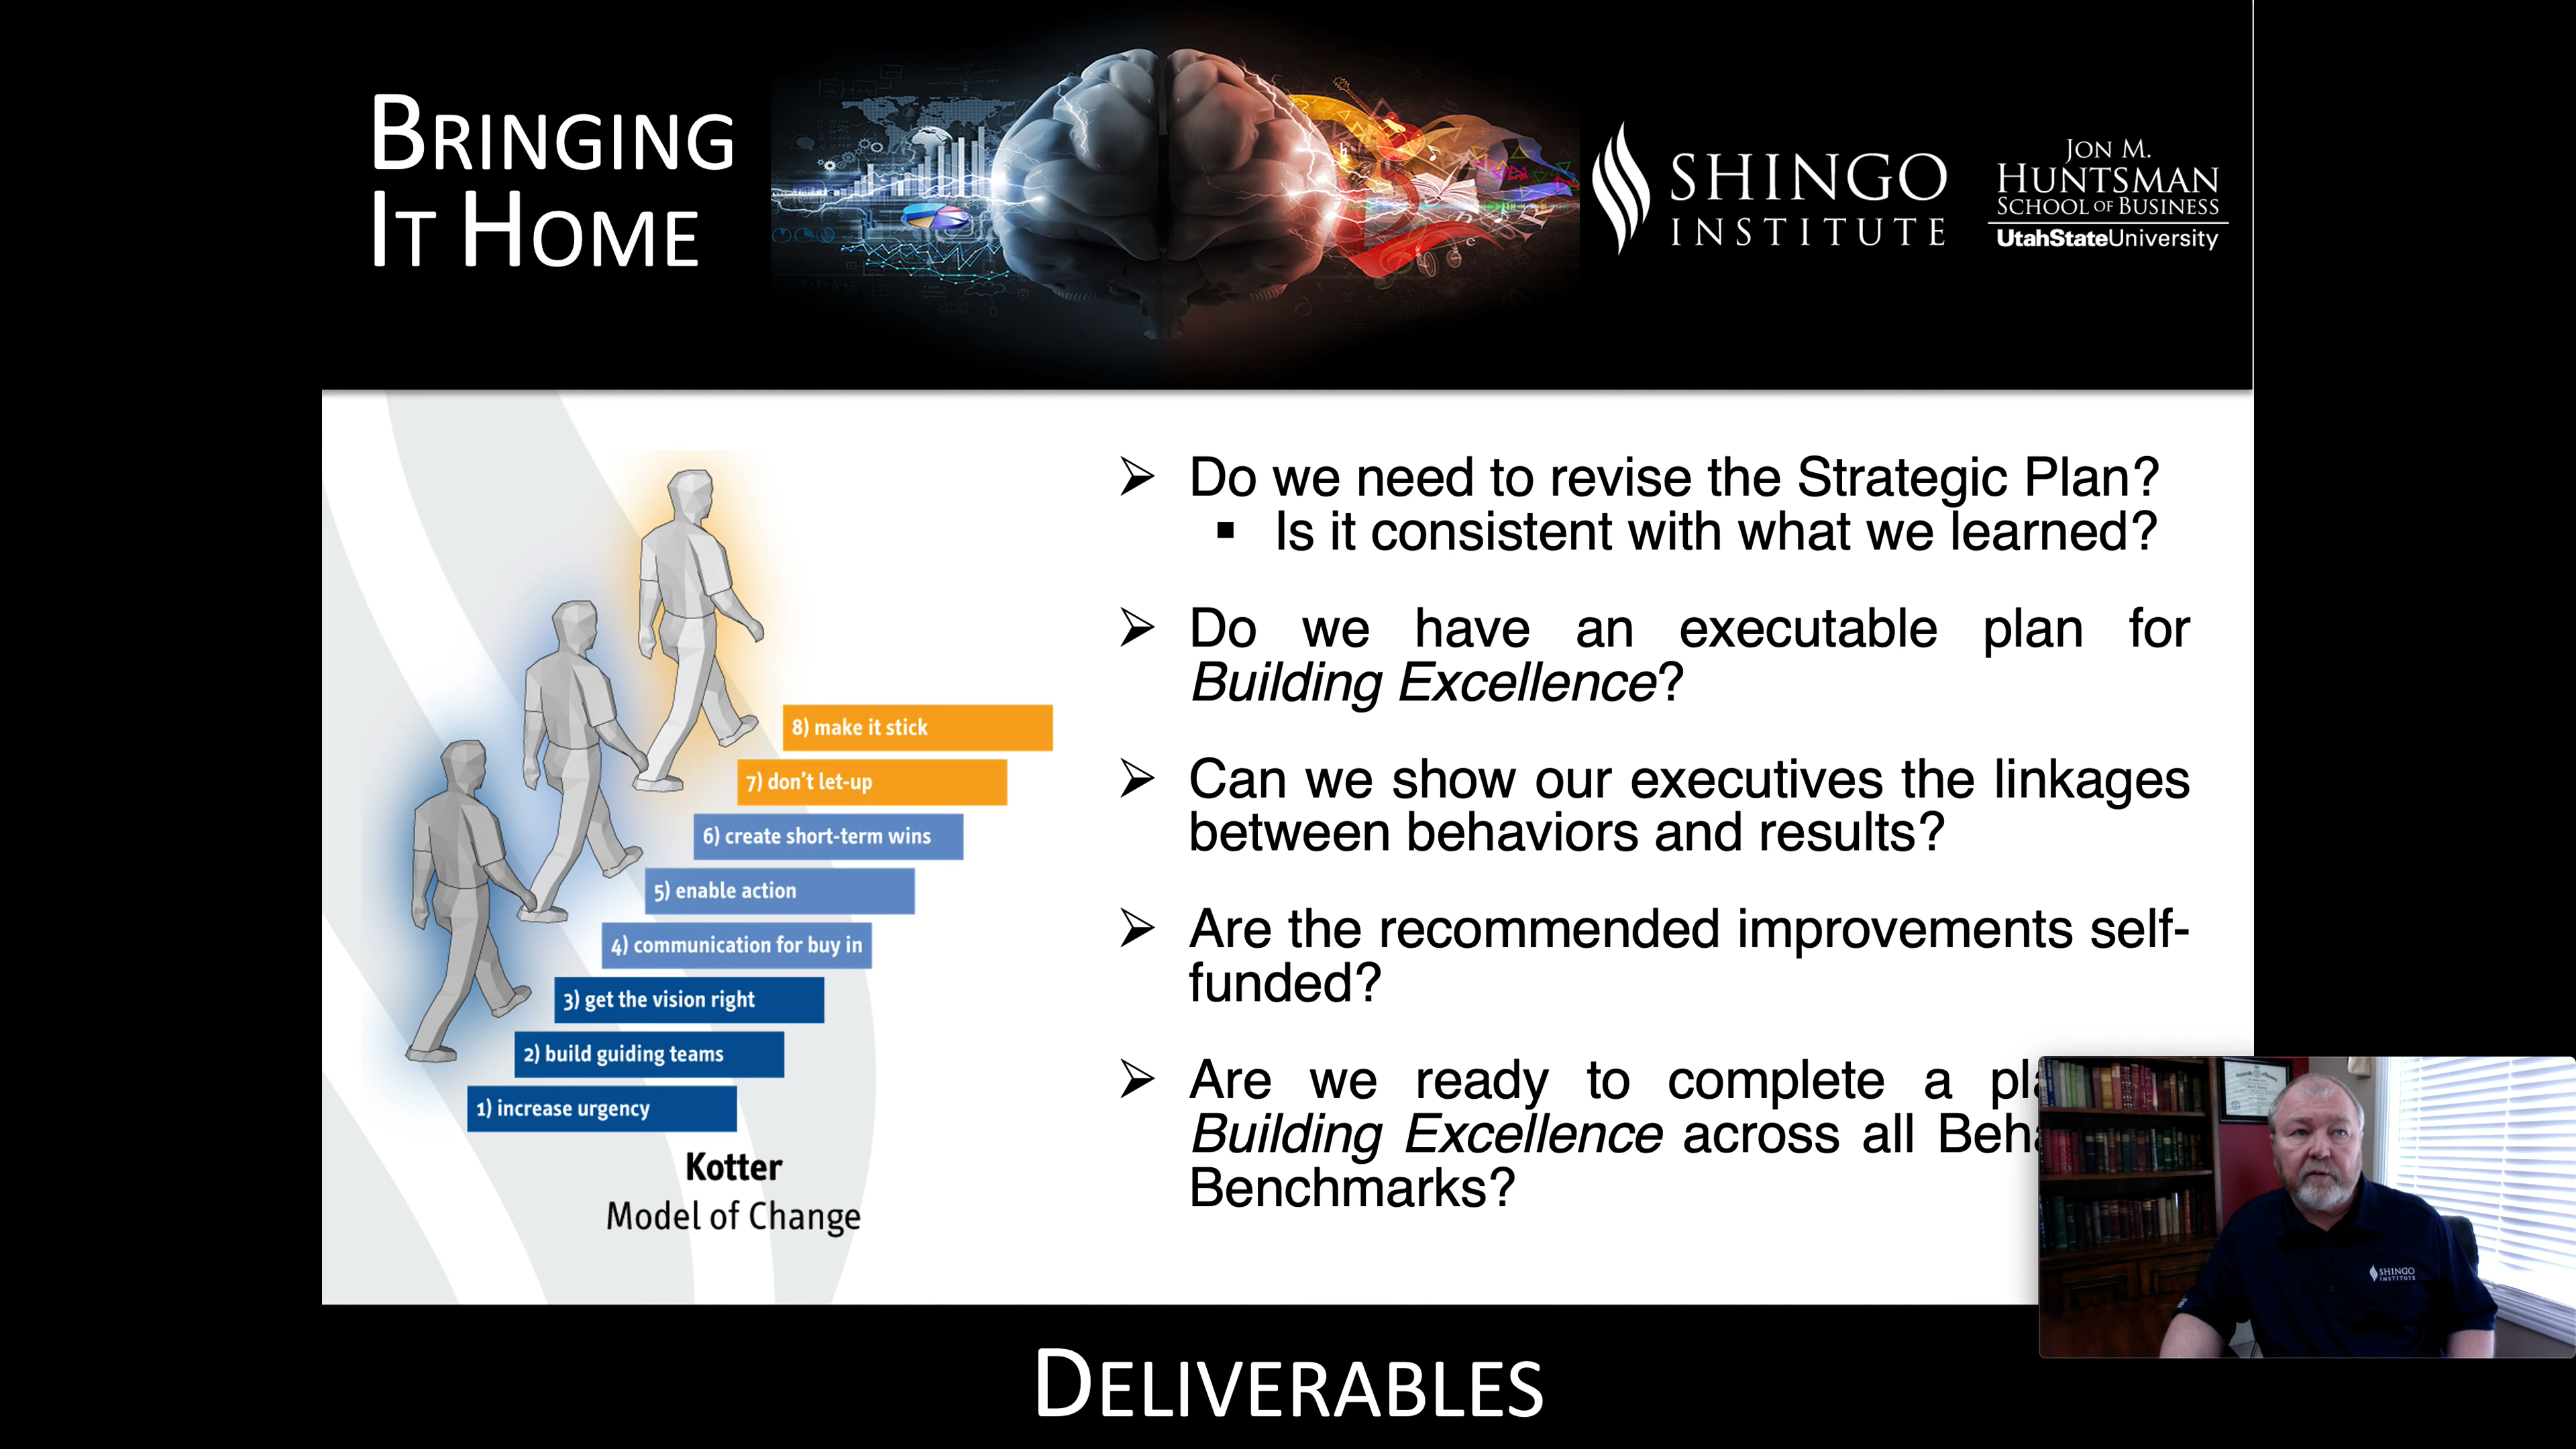 BRINGING
IT HOME
SHINGO
INSTITUTE
JON M.
HUNTSMAN
SCHOOL OF BUSINESS
UtahStateUniversity
8) make it stick
7) don't let-up
6) create short-term wins
5) enable action
4) communication for buy in
3) get the vision right
2) build guiding teams
1) increase urgency
Kotter
Model of Change
➢ Do we need to revise the Strategic Plan?
▪ Is it consistent with what we learned?
➢ Do we have an executable plan for
Building Excellence?
➢ Can we show our executives the linkages
between behaviors and results?
➢ Are the recommended improvements self-
funded?
➢ Are we ready to complete a
Building Excellence across all
Benchmarks?
SHINGO
INSTITUTE
DELIVERABLES